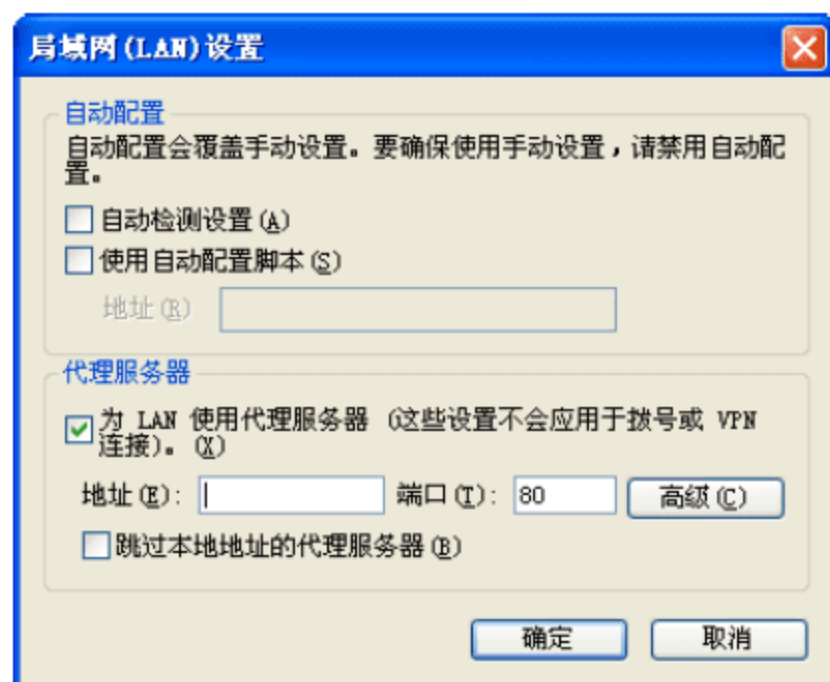 局域网(LAN)设置
自动配置
自动配置会覆盖手动设置。要确保使用手动设置，请禁用自动配
置。
自动检测设置(A)
使用自动配置脚本(S)
地址(R)
代理服务器
为 LAN 使用代理服务器 (这些设置不会应用于拨号或 VPN
连接)。(X)
地址(E): 端口(T): 80 高级(C)
跳过本地地址的代理服务器(B)
确定 取消